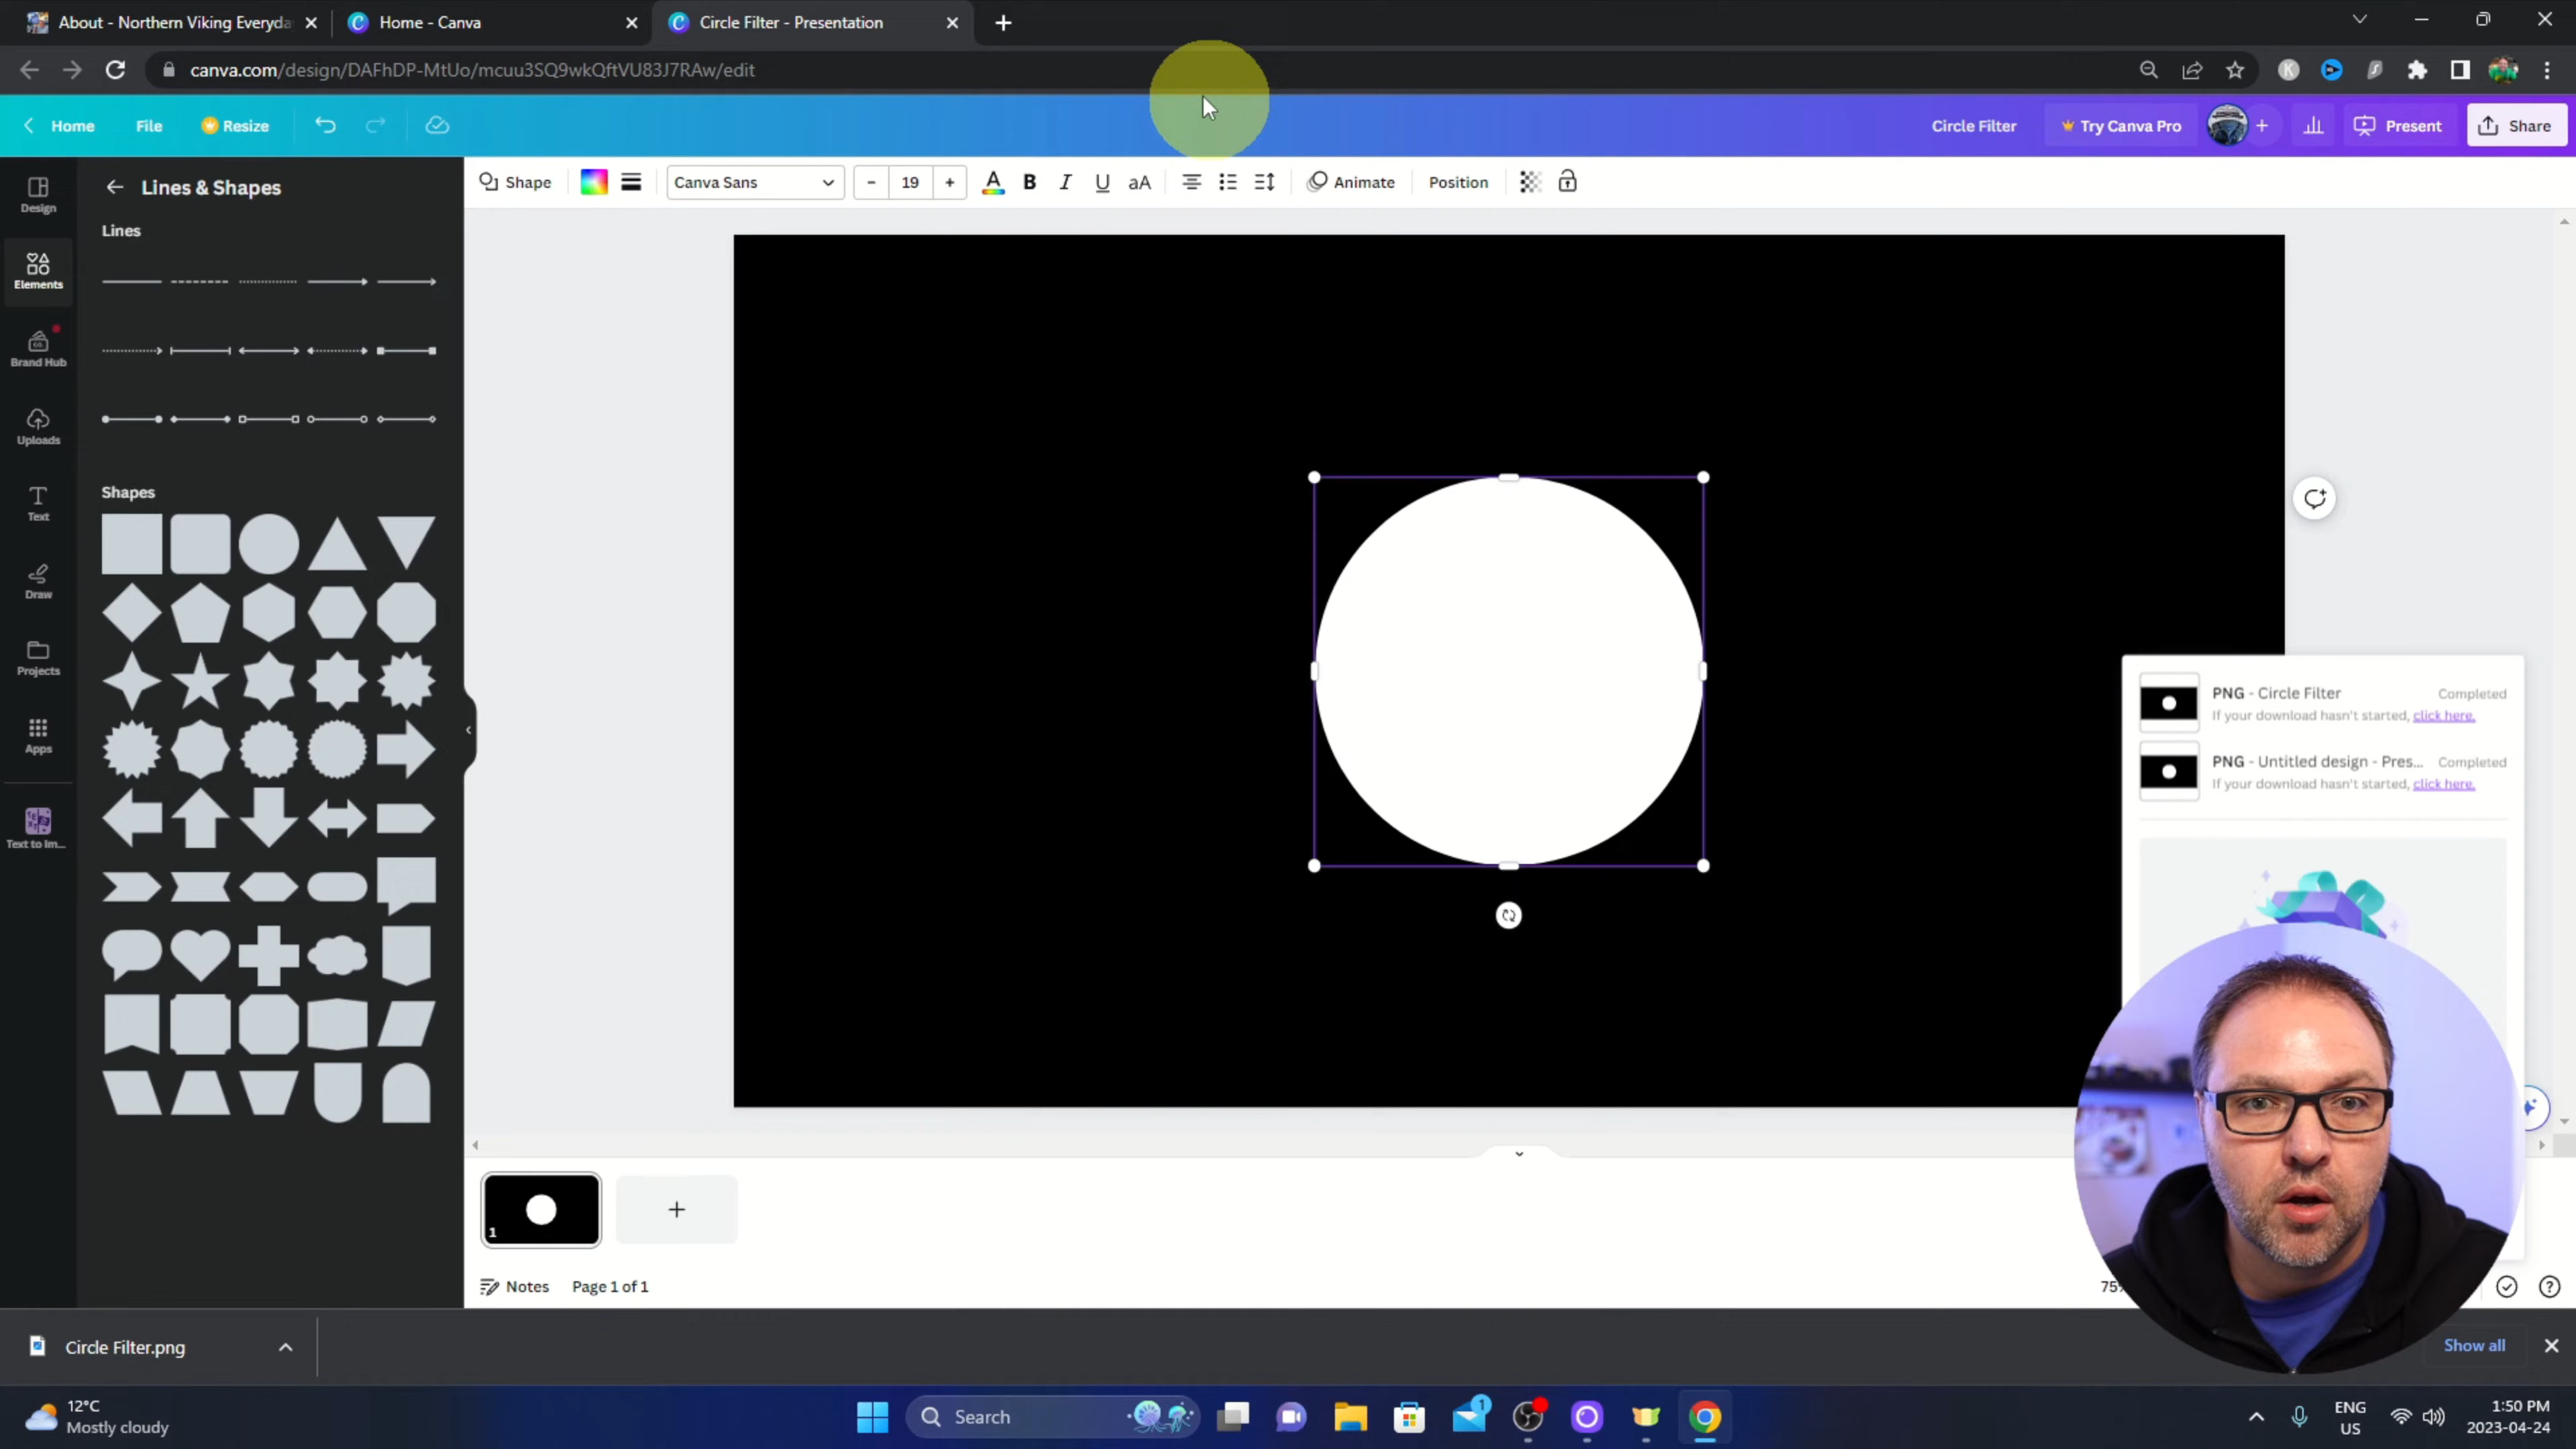 About - Northern Viking Everyda
Home - Canva
Circle Filter - Presentation
canva.com/design/DAFhDP-MtUo/mcuu3SQ9wkQftVU83J7RAw/edit
Home
File
Resize
Circle Filter
Try Canva Pro
Present
Share
Design
Elements
Brand Hub
Uploads
Text
Draw
Projects
Apps
Text to Im...
Lines & Shapes
Lines
Shapes
Shape
Canva Sans
19
A
B
I
U
aA
Animate
Position
PNG - Circle Filter
Completed
If your download hasn't started, click here.
PNG - Untitled design - Pres...
Completed
If your download hasn't started, click here.
1
Notes
Page 1 of 1
Circle Filter.png
Show all
12°C
Mostly cloudy
Search
1
ENG
US
1:50 PM
2023-04-24